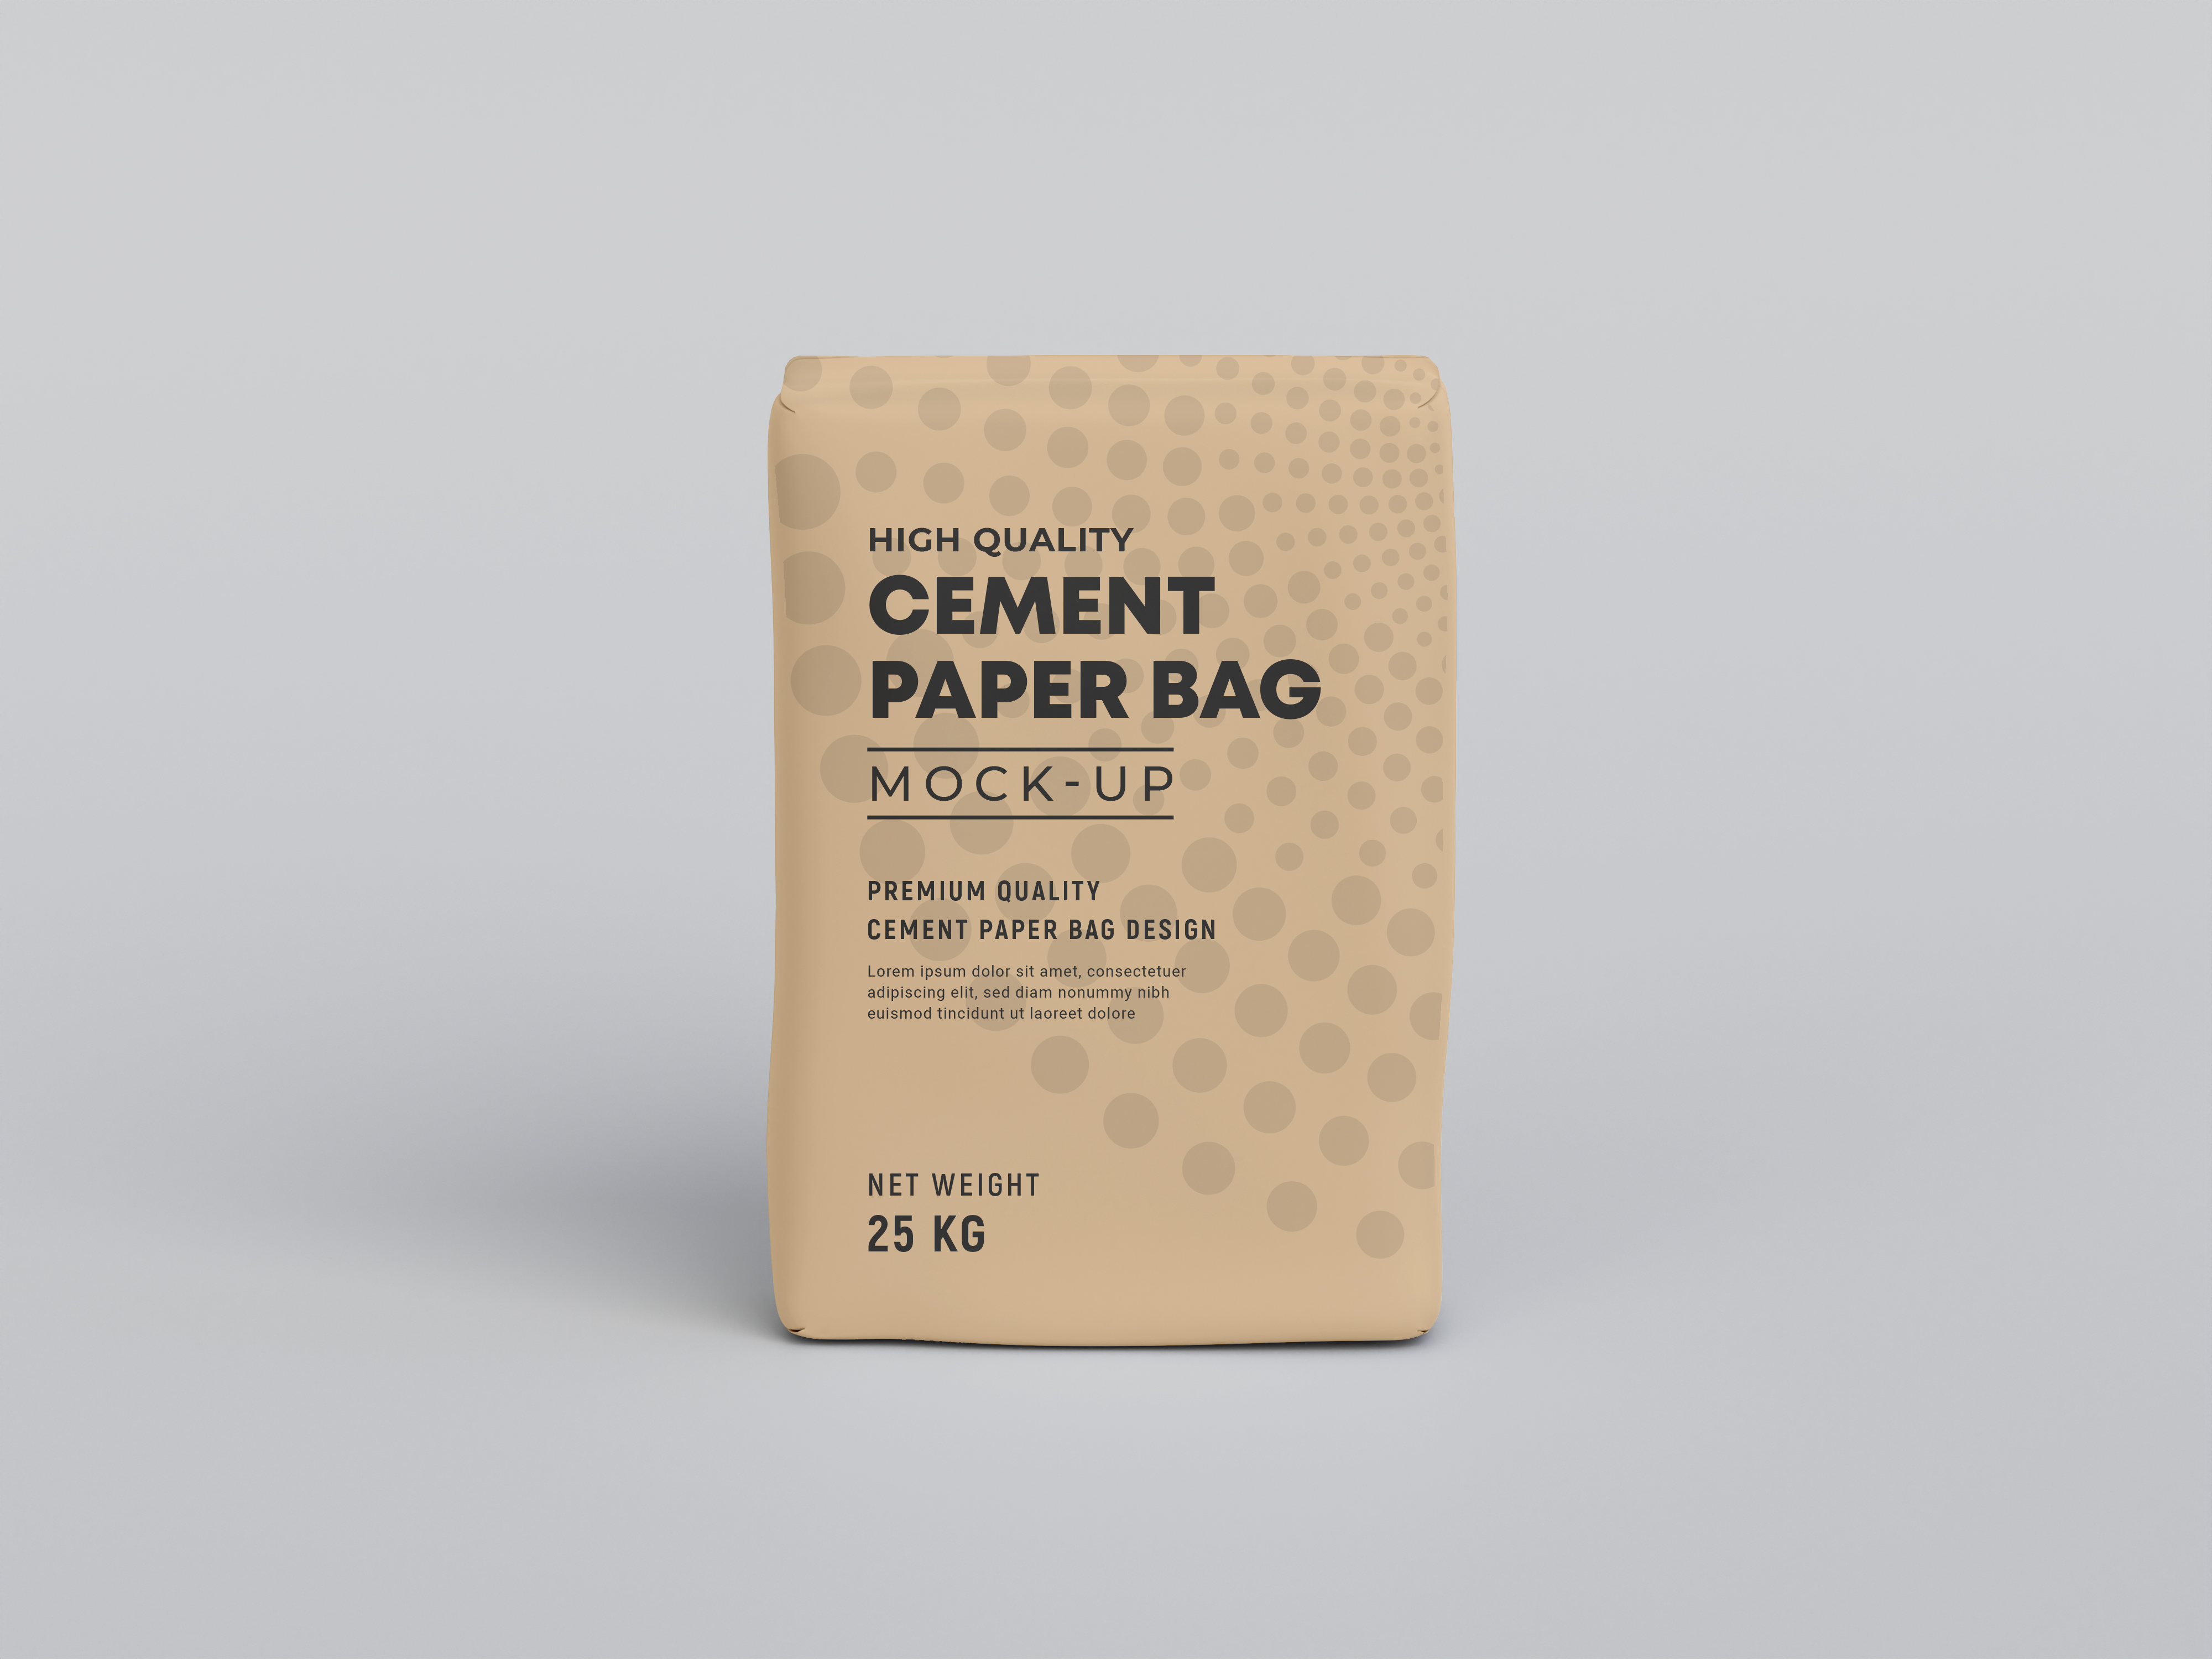 HIGH QUALITY
CEMENT
PAPER BAG
MOCK-UP
PREMIUM QUALITY
CEMENT PAPER BAG DESIGN
Lorem ipsum dolor sit amet, consectetuer
adipiscing elit, sed diam nonummy nibh
euismod tincidunt ut laoreet dolore
NET WEIGHT
25 KG